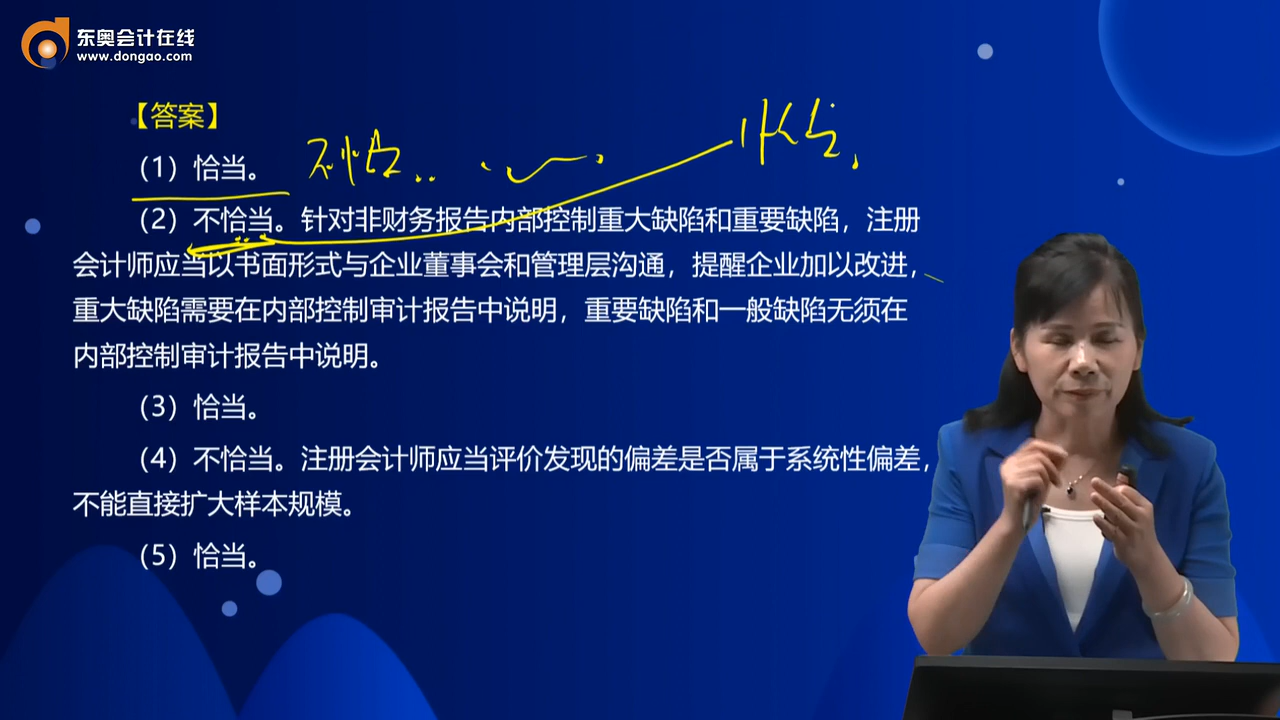 东奥会计在线
www.dongao.com
【答案】
（1）恰当。
不恰当
恰当
（2）不恰当。针对非财务报告内部控制重大缺陷和重要缺陷，注册
会计师应当以书面形式与企业董事会和管理层沟通，提醒企业加以改进，
重大缺陷需要在内部控制审计报告中说明，重要缺陷和一般缺陷无须在
内部控制审计报告中说明。
（3）恰当。
（4）不恰当。注册会计师应当评价发现的偏差是否属于系统性偏差，
不能直接扩大样本规模。
（5）恰当。